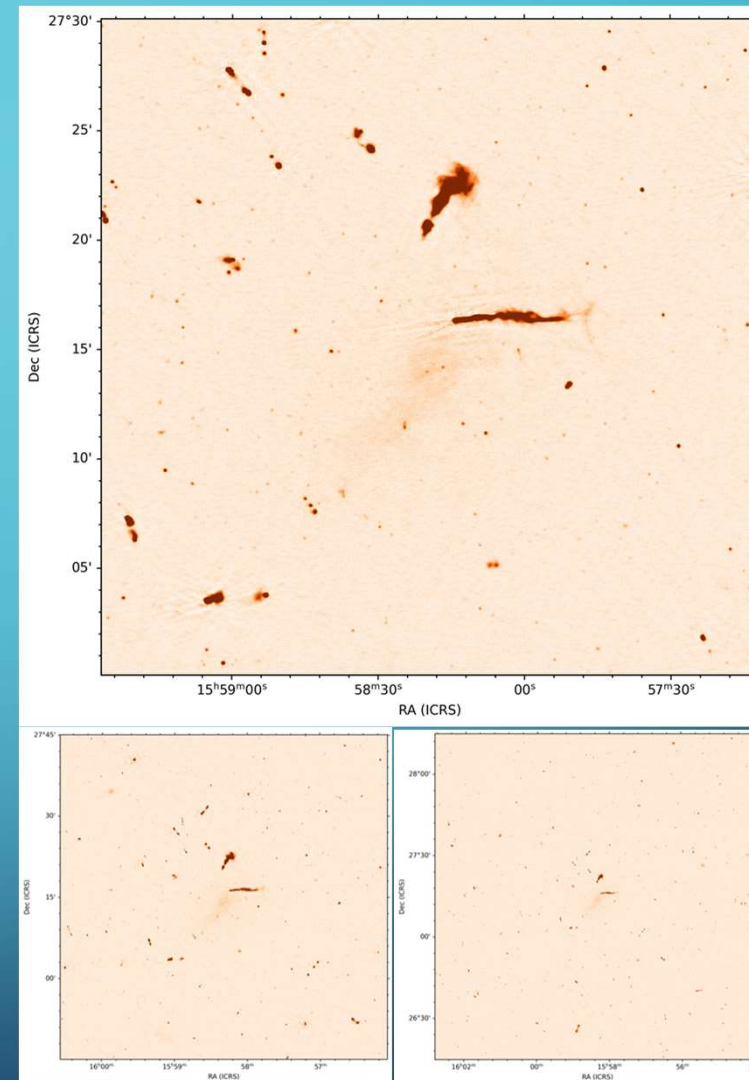 27°30'
25'
20'
15'
10'
05'
Dec (ICRS)
15ʰ59ᵐ00ˢ
58ᵐ30ˢ
00ˢ
57ᵐ30ˢ
RA (ICRS)
27°45'
30'
15'
00'
Dec (ICRS)
16ʰ00ᵐ
15ʰ59ᵐ
58ᵐ
57ᵐ
RA (ICRS)
28°00'
27°30'
00'
26°30'
Dec (ICRS)
16ʰ02ᵐ
00ᵐ
15ʰ58ᵐ
56ᵐ
RA (ICRS)